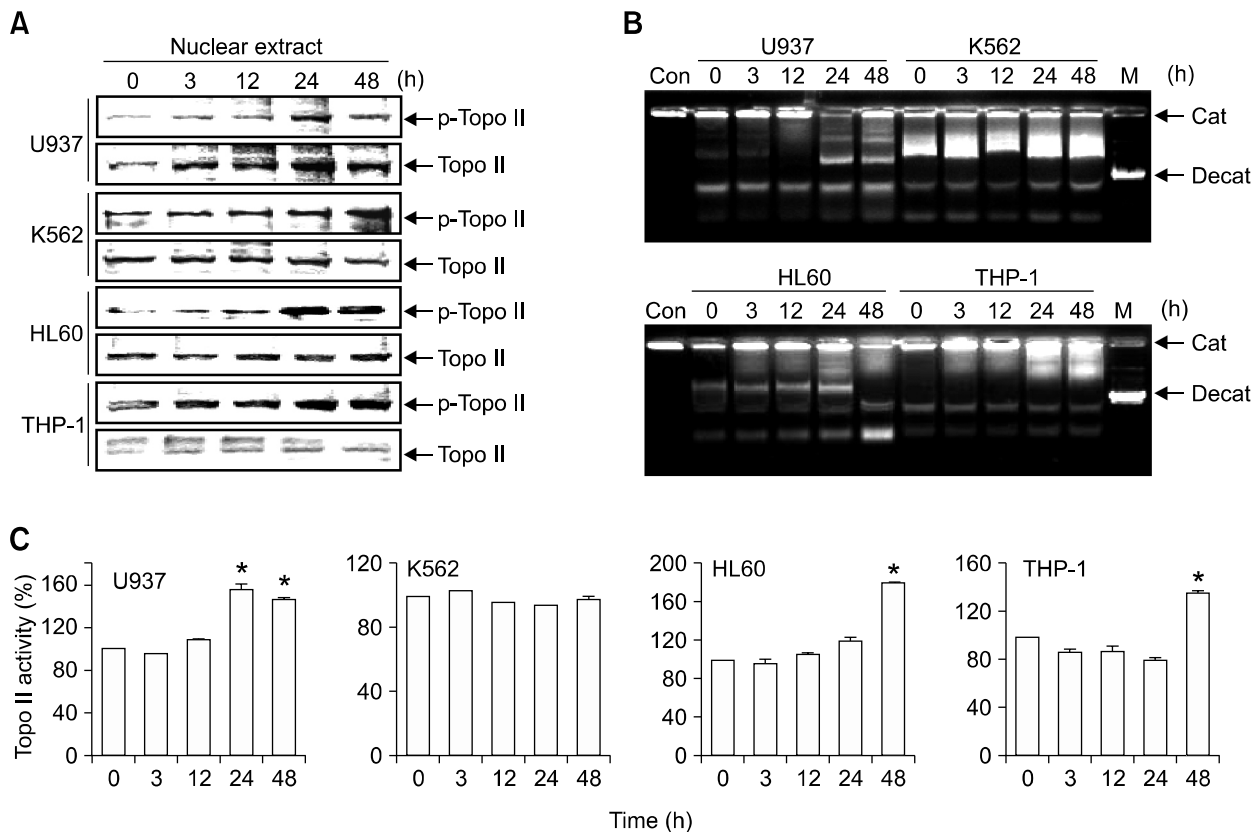 A
Nuclear extract
0 3 12 24 48 (h)
U937
p-Topo II
Topo II
K562
p-Topo II
Topo II
HL60
p-Topo II
Topo II
THP-1
p-Topo II
Topo II
B
U937 K562
Con 0 3 12 24 48 0 3 12 24 48 M (h)
Cat
Decat
HL60 THP-1
Con 0 3 12 24 48 0 3 12 24 48 M (h)
Cat
Decat
C
Topo II activity (%)
U937
160
120
80
40
0
0 3 12 24 48
* *
K562
120
80
40
0
0 3 12 24 48
HL60
200
160
120
80
40
0
0 3 12 24 48
*
THP-1
160
120
80
40
0
0 3 12 24 48
*
Time (h)